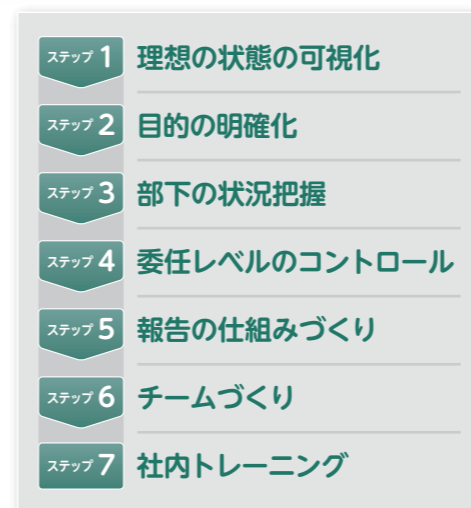 ステップ 1 理想の状態の可視化
ステップ 2 目的の明確化
ステップ 3 部下の状況把握
ステップ 4 委任レベルのコントロール
ステップ 5 報告の仕組みづくり
ステップ 6 チームづくり
ステップ 7 社内トレーニング